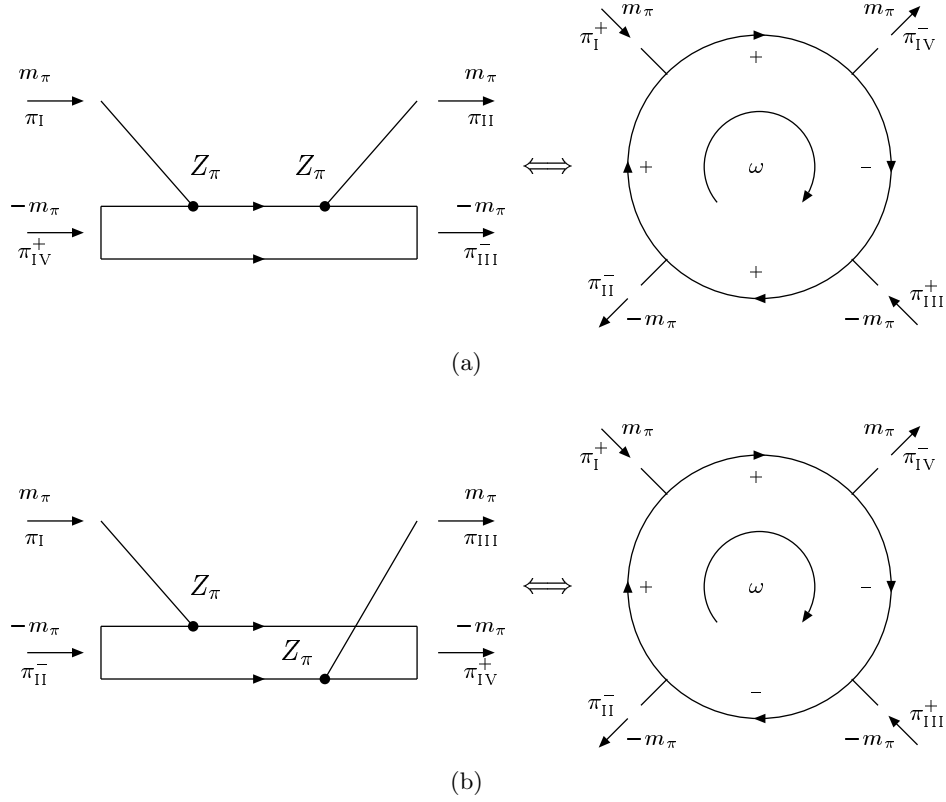 m_π
π_I^+
m_π
π_IV^-
m_π
π_I
m_π
π_II
+
Z_π
Z_π
⟺
+
ω
−
−m_π
π_IV^+
−m_π
π_III^-
+
π_II^-
−m_π
π_III^+
−m_π
(a)
m_π
π_I^+
m_π
π_IV^-
m_π
π_I
m_π
π_III
+
Z_π
⟺
+
ω
−
−m_π
π_II^-
Z_π
−m_π
π_IV^+
−
π_II^-
−m_π
π_III^+
−m_π
(b)